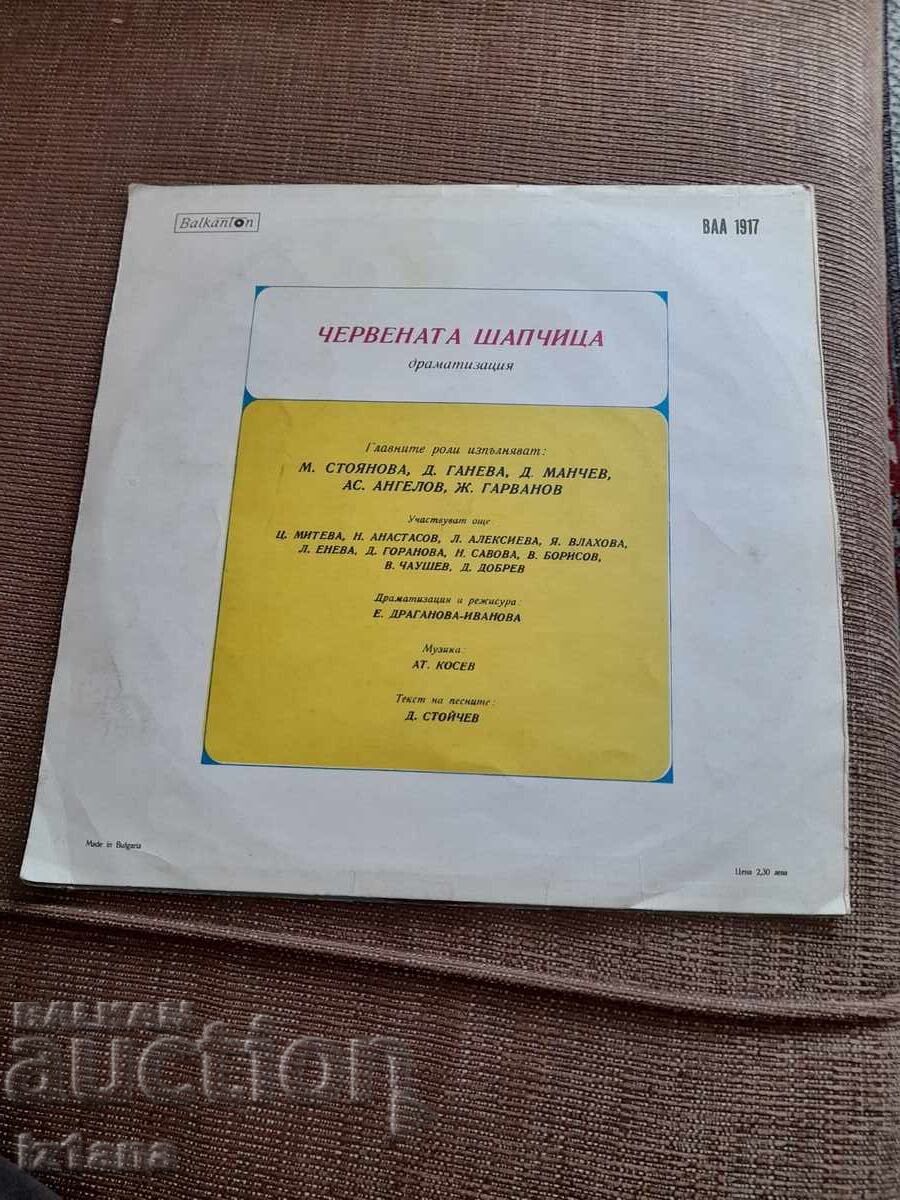 Balkanton
ВАА 1917
ЧЕРВЕНАТА ШАПЧИЦА
драматизация
Главните роли изпълняват:
М. СТОЯНОВА, Д. ГАНЕВА, Д. МАНЧЕВ,
АС. АНГЕЛОВ, Ж. ГАРВАНОВ
Участвуват още
Ц. МИТЕВА, Н. АНАСТАСОВ, Л. АЛЕКСИЕВА, Я. ВЛАХОВА,
Л. ЕНЕВА, Д. ГОРАНОВА, Н. САВОВА, В. БОРИСОВ,
В. ЧАУШЕВ, Д. ДОБРЕВ
Драматизация и режисура:
Е. ДРАГАНОВА-ИВАНОВА
Музика:
АТ. КОСЕВ
Текст на песните:
Д. СТОЙЧЕВ
Made in Bulgaria
Цена 2,30 лева
БАЛКАН
auction
iz1ana